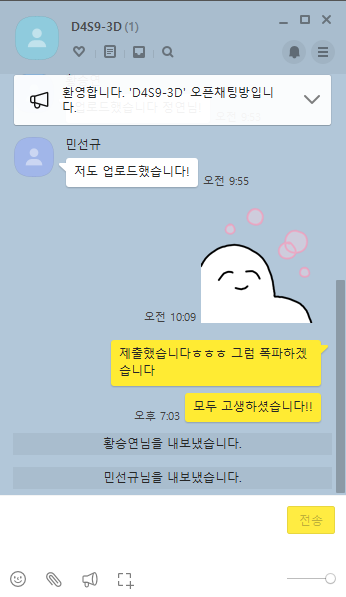 D4S9-3D (1)
환영합니다. 'D4S9-3D' 오픈채팅방입니
다.
민선규
저도 업로드했습니다!
오전 9:55
오전 10:09
제출했습니다ㅎㅎㅎ 그럼 폭파하겠
습니다
모두 고생하셨습니다!!
오후 7:03
황승연님을 내보냈습니다.
민선규님을 내보냈습니다.
전송